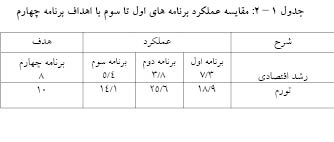 جدول ۱ – ۲: مقایسه عملکرد برنامه های اول تا سوم با اهداف برنامه چهارم
شرح عملکرد هدف
برنامه اول برنامه دوم برنامه سوم برنامه چهارم
رشد اقتصادی ۷/۳ ۳/۸ ۵/۴ ۸
تورم ۱۸/۹ ۲۵/۶ ۱۴/۱ ۱۰